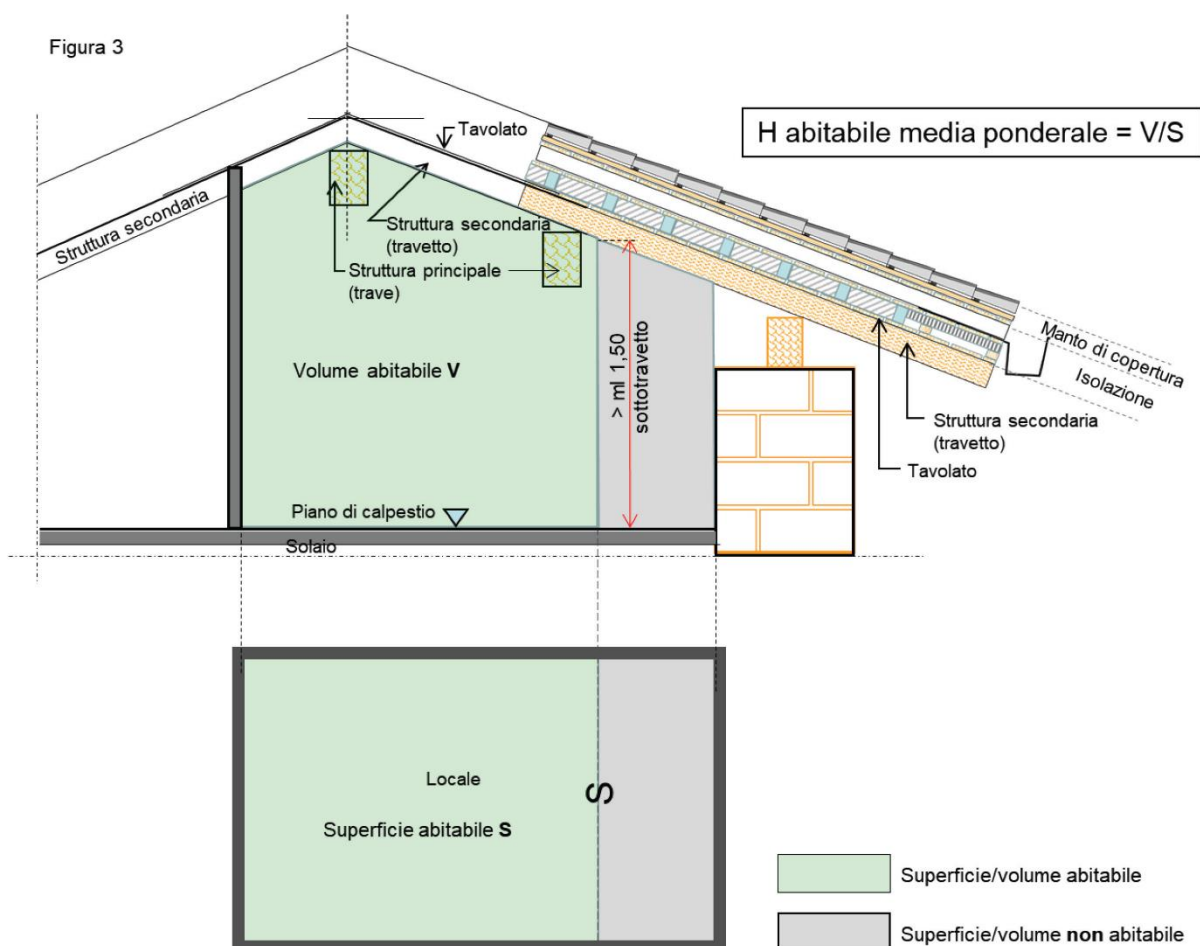 Figura 3
H abitabile media ponderale = V/S
Tavolato
Struttura secondaria
Struttura secondaria
(travetto)
Struttura principale
(trave)
Manto di copertura
Isolazione
> ml 1,50
sottotravetto
Volume abitabile V
Struttura secondaria
(travetto)
Tavolato
Piano di calpestio
Solaio
Locale
S
Superficie abitabile S
Superficie/volume abitabile
Superficie/volume non abitabile